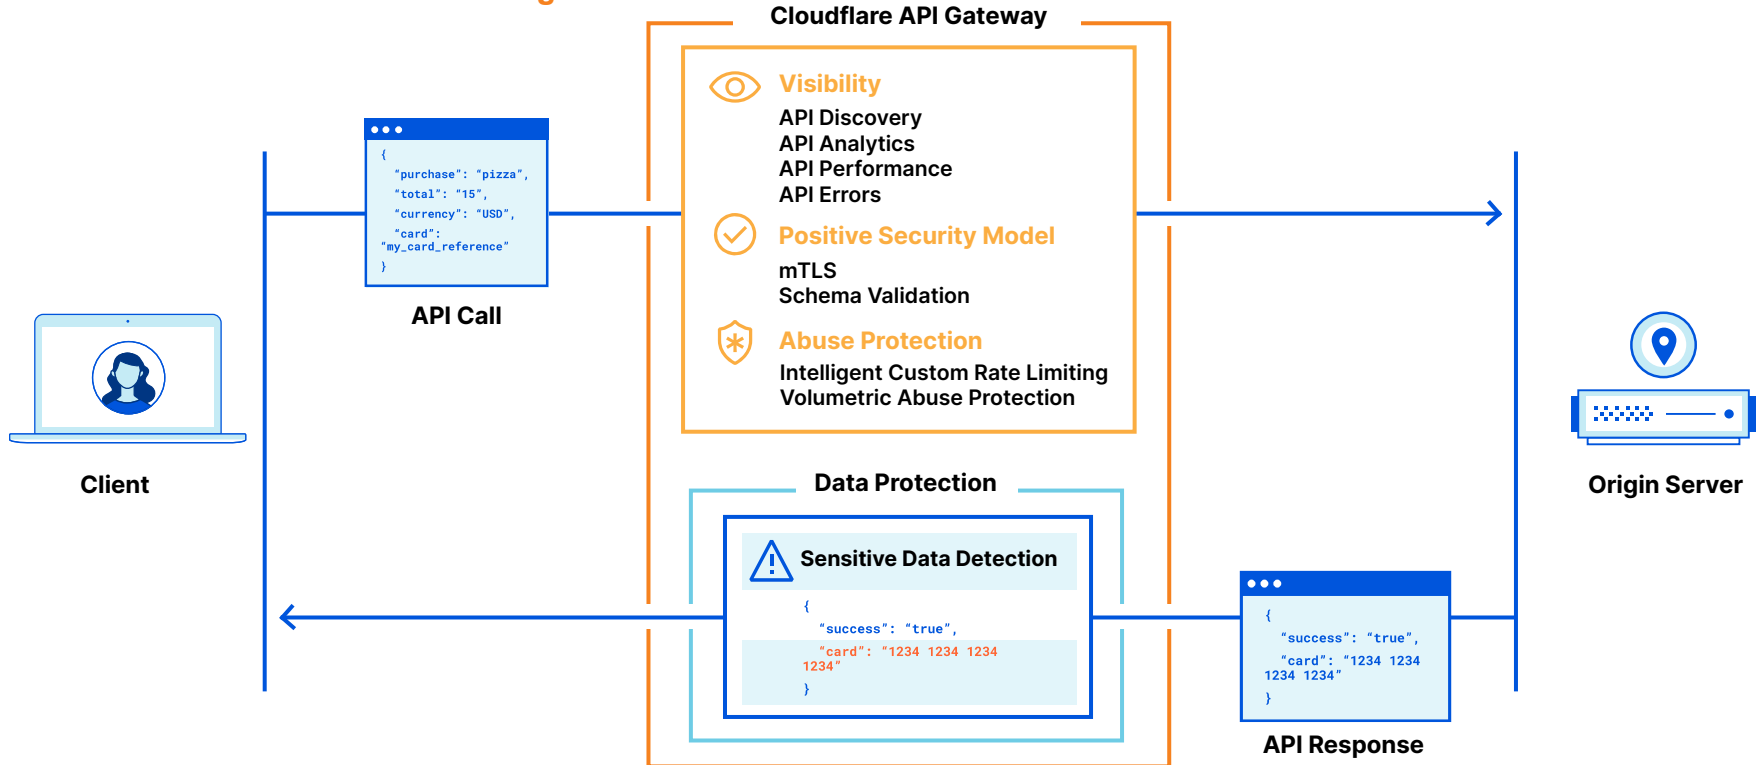 Cloudflare API Gateway
Visibility
API Discovery
API Analytics
API Performance
API Errors
Positive Security Model
mTLS
Schema Validation
Abuse Protection
Intelligent Custom Rate Limiting
Volumetric Abuse Protection
{
“purchase”: “pizza”,
“total”: “15”,
“currency”: “USD”,
“card”:
“my_card_reference”
}
API Call
Client
Origin Server
Data Protection
Sensitive Data Detection
{
“success”: “true”,
“card”: “1234 1234 1234
1234”
}
{
“success”: “true”,
“card”: “1234 1234
1234 1234”
}
API Response